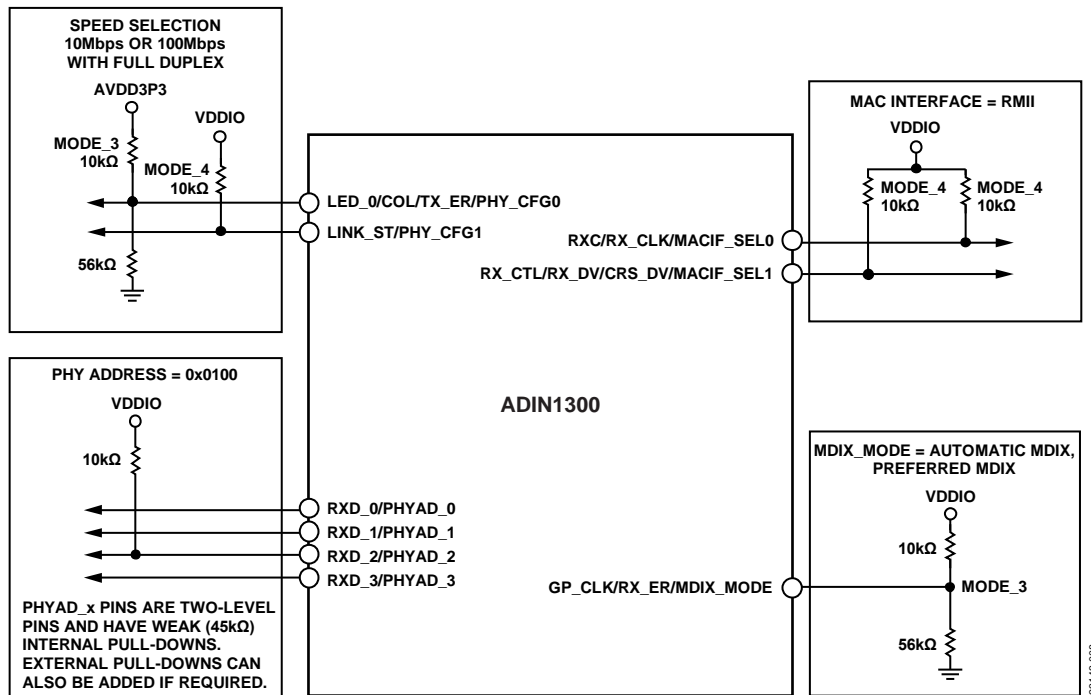 SPEED SELECTION
10Mbps OR 100Mbps
WITH FULL DUPLEX
AVDD3P3
VDDIO
MODE_3
10kΩ
MODE_4
10kΩ
56kΩ
LED_0/COL/TX_ER/PHY_CFG0
LINK_ST/PHY_CFG1
MAC INTERFACE = RMII
VDDIO
MODE_4
10kΩ
MODE_4
10kΩ
RXC/RX_CLK/MACIF_SEL0
RX_CTL/RX_DV/CRS_DV/MACIF_SEL1
ADIN1300
PHY ADDRESS = 0x0100
VDDIO
10kΩ
RXD_0/PHYAD_0
RXD_1/PHYAD_1
RXD_2/PHYAD_2
RXD_3/PHYAD_3
PHYAD_x PINS ARE TWO-LEVEL
PINS AND HAVE WEAK (45kΩ)
INTERNAL PULL-DOWNS.
EXTERNAL PULL-DOWNS CAN
ALSO BE ADDED IF REQUIRED.
MDIX_MODE = AUTOMATIC MDIX,
PREFERRED MDIX
VDDIO
10kΩ
GP_CLK/RX_ER/MDIX_MODE
MODE_3
56kΩ